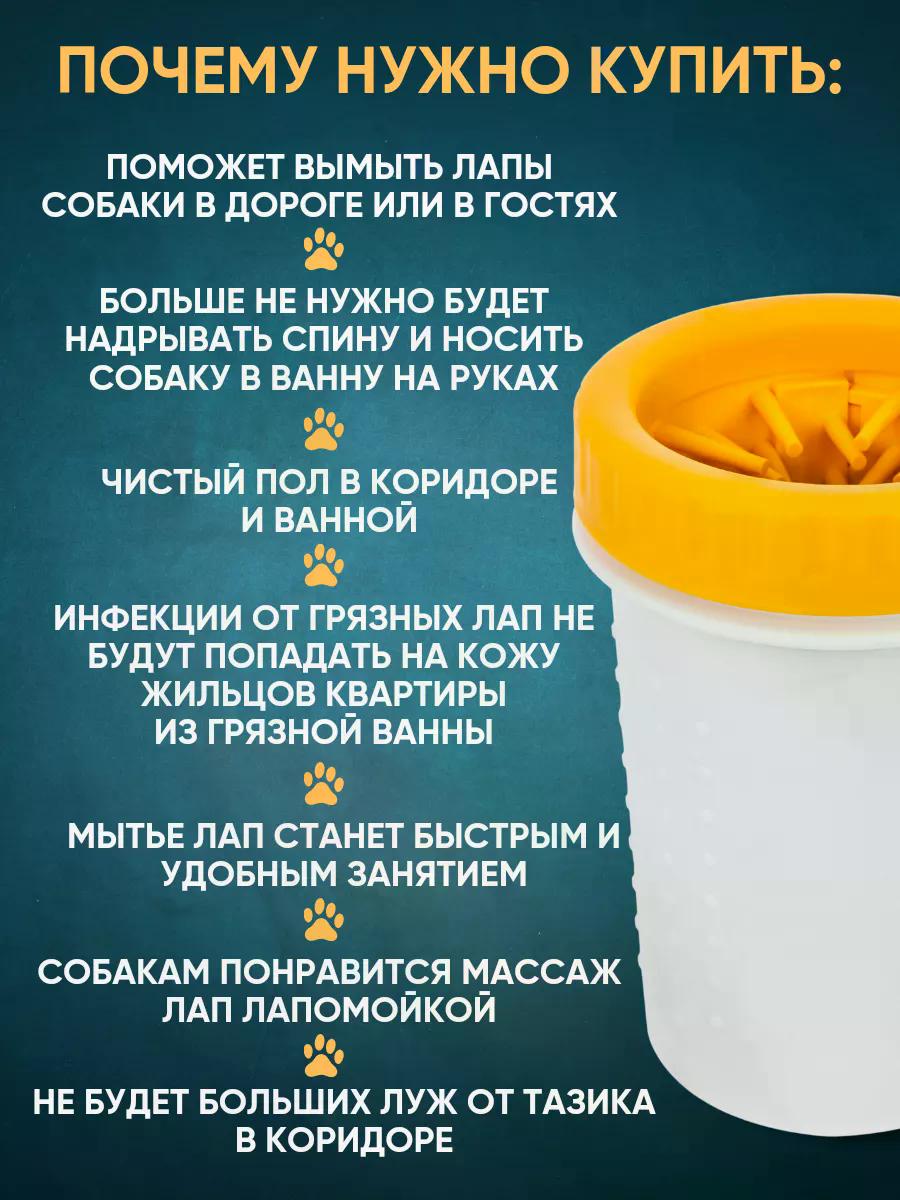 ПОЧЕМУ НУЖНО КУПИТЬ:
ПОМОЖЕТ ВЫМЫТЬ ЛАПЫ
СОБАКИ В ДОРОГЕ ИЛИ В ГОСТЯХ
БОЛЬШЕ НЕ НУЖНО БУДЕТ
НАДРЫВАТЬ СПИНУ И НОСИТЬ
СОБАКУ В ВАННУ НА РУКАХ
ЧИСТЫЙ ПОЛ В КОРИДОРЕ
И ВАННОЙ
ИНФЕКЦИИ ОТ ГРЯЗНЫХ ЛАП НЕ
БУДУТ ПОПАДАТЬ НА КОЖУ
ЖИЛЬЦОВ КВАРТИРЫ
ИЗ ГРЯЗНОЙ ВАННЫ
МЫТЬЕ ЛАП СТАНЕТ БЫСТРЫМ И
УДОБНЫМ ЗАНЯТИЕМ
СОБАКАМ ПОНРАВИТСЯ МАССАЖ
ЛАП ЛАПОМОЙКОЙ
НЕ БУДЕТ БОЛЬШИХ ЛУЖ ОТ ТАЗИКА
В КОРИДОРЕ